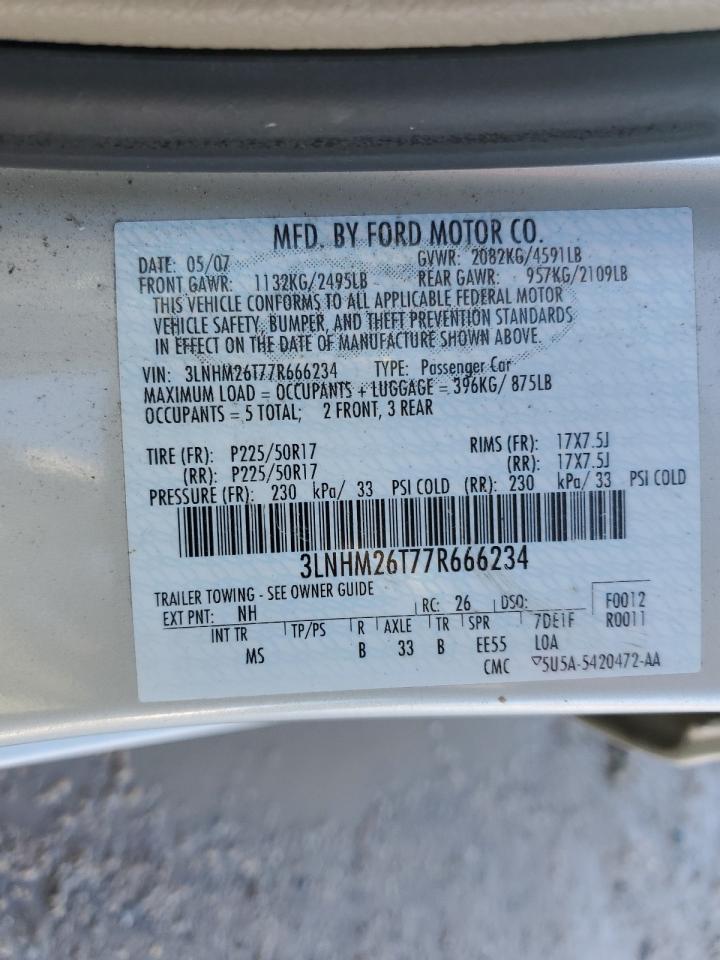 MFD. BY FORD MOTOR CO.
DATE: 05/07 GVWR: 2082KG/4591LB
FRONT GAWR: 1132KG/2495LB REAR GAWR: 957KG/2109LB
THIS VEHICLE CONFORMS TO ALL APPLICABLE FEDERAL MOTOR
VEHICLE SAFETY, BUMPER, AND THEFT PREVENTION STANDARDS
IN EFFECT ON THE DATE OF MANUFACTURE SHOWN ABOVE.
VIN: 3LNHM26T77R666234 TYPE: Passenger Car
MAXIMUM LOAD = OCCUPANTS + LUGGAGE = 396KG/ 875LB
OCCUPANTS = 5 TOTAL; 2 FRONT, 3 REAR
TIRE (FR): P225/50R17 RIMS (FR): 17X7.5J
(RR): P225/50R17 (RR): 17X7.5J
PRESSURE (FR): 230 kPa/ 33 PSI COLD (RR): 230 kPa/ 33 PSI COLD
3LNHM26T77R666234
TRAILER TOWING - SEE OWNER GUIDE
EXT PNT: NH RC: 26 DSO: F0012
INT TR TP/PS R AXLE TR SPR 7DE1F R0011
MS B 33 B EE55 LOA
CMC 5U5A-5420472-AA